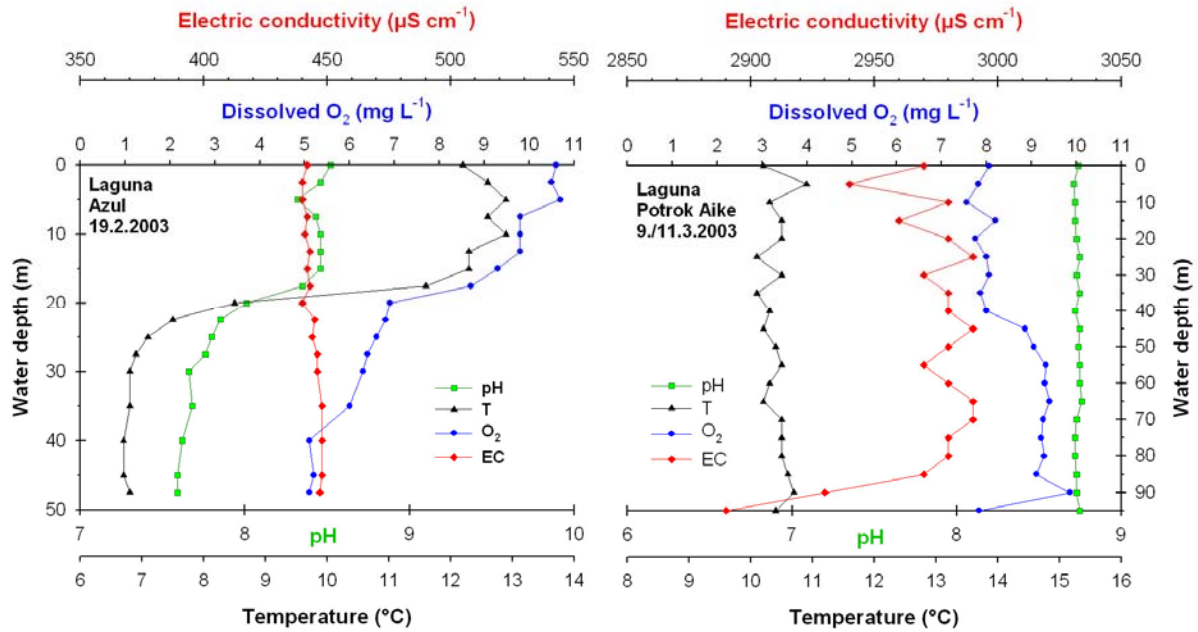 Electric conductivity (µS cm⁻¹)
350 400 450 500 550
Dissolved O₂ (mg L⁻¹)
0 1 2 3 4 5 6 7 8 9 10 11
Water depth (m)
0
10
20
30
40
50
Laguna
Azul
19.2.2003
pH
T
O₂
EC
7 8 9 10
pH
6 7 8 9 10 11 12 13 14
Temperature (°C)
Electric conductivity (µS cm⁻¹)
2850 2910 2960 2010 3050
Dissolved O₂ (mg L⁻¹)
0 1 2 3 4 5 6 7 8 9 10 11
Laguna
Potrok Aike
9./11.3.2003
pH
T
O₂
EC
0
10
20
30
40
50
60
70
80
90
Water depth (m)
6 7 8 9
pH
8 9 10 11 12 13 14 15 16
Temperature (°C)